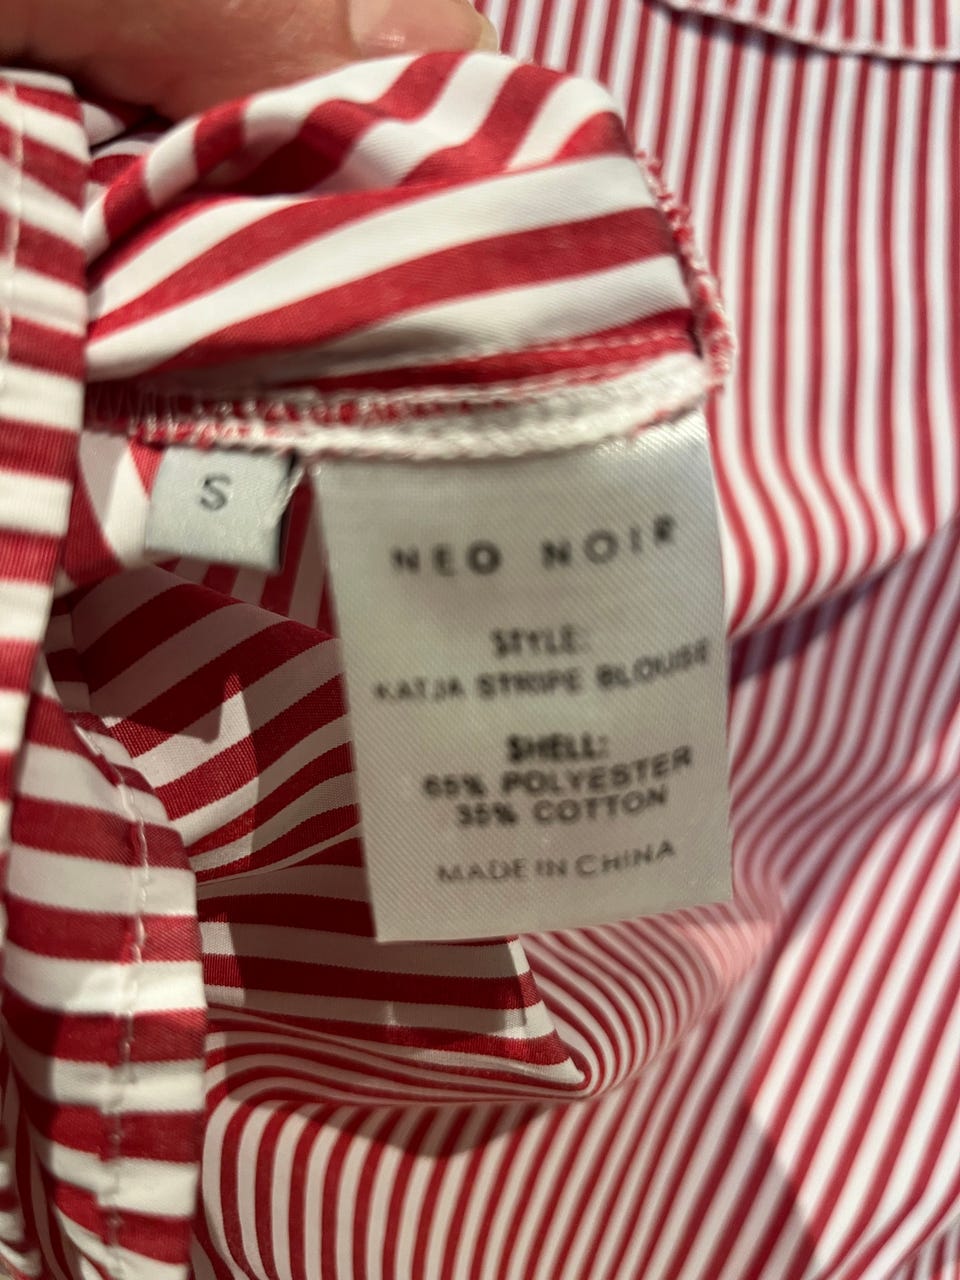 S
NEO NOIR
STYLE:
KATJA STRIPE BLOUSE
SHELL:
65% POLYESTER
35% COTTON
MADE IN CHINA